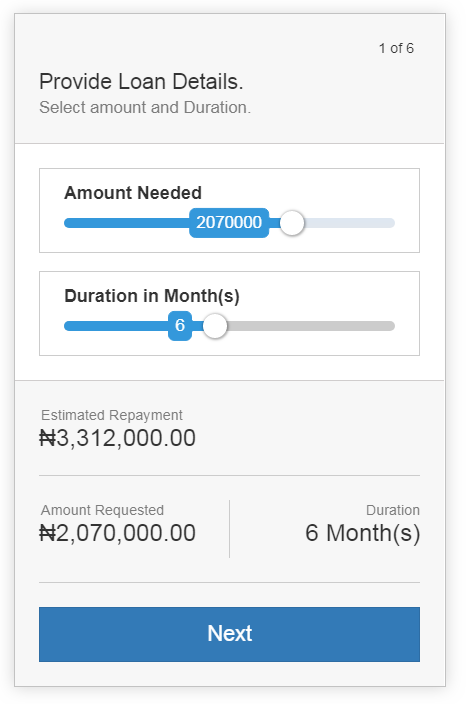 1 of 6
Provide Loan Details.
Select amount and Duration.
Amount Needed
2070000
Duration in Month(s)
6
Estimated Repayment
₦3,312,000.00
Amount Requested
₦2,070,000.00
Duration
6 Month(s)
Next